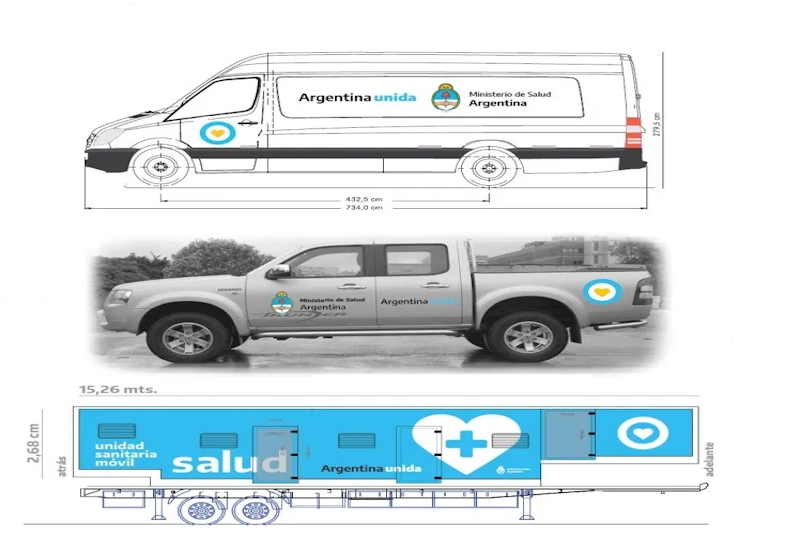 Argentina unida
Ministerio de Salud
Argentina
279,5 cm
432,5 cm
734,0 cm
Ministerio de Salud
Argentina
Argentina unida
15,26 mts.
2,68 cm
atrás
unidad
sanitaria
móvil
salud
Argentina unida
adelante